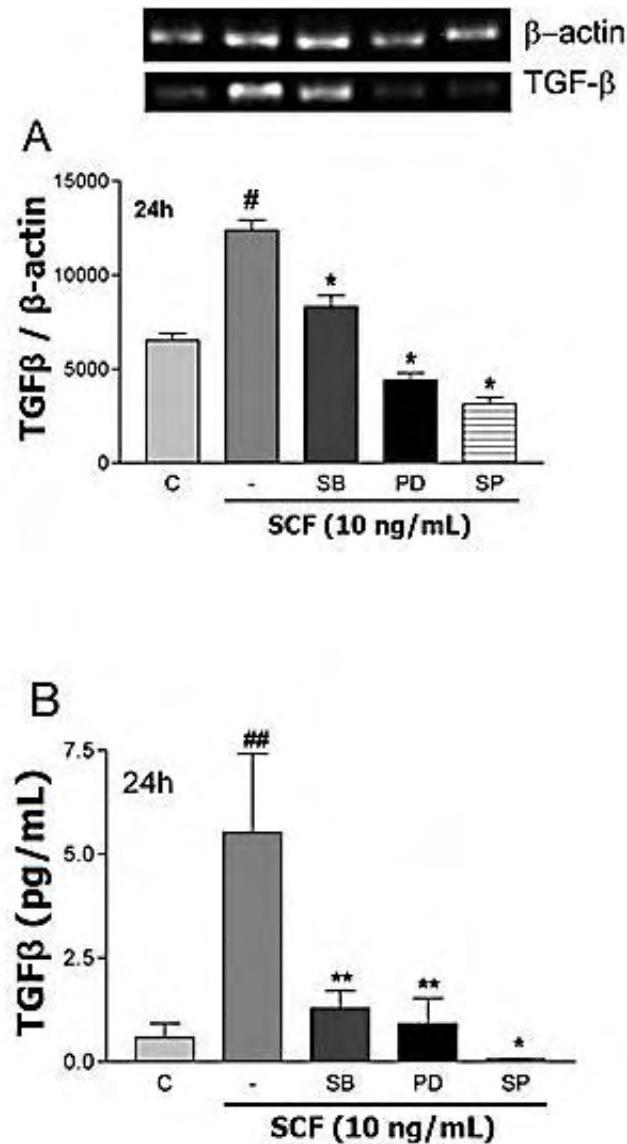 β–actin
TGF-β
A
TGFβ / β-actin
15000
10000
5000
0
24h
#
*
*
*
C - SB PD SP
SCF (10 ng/mL)
B
TGFβ (pg/mL)
7.5
5.0
2.5
0.0
24h
##
**
**
*
C - SB PD SP
SCF (10 ng/mL)